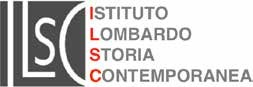 ILSC
ISTITUTO
LOMBARDO
STORIA
CONTEMPORANEA